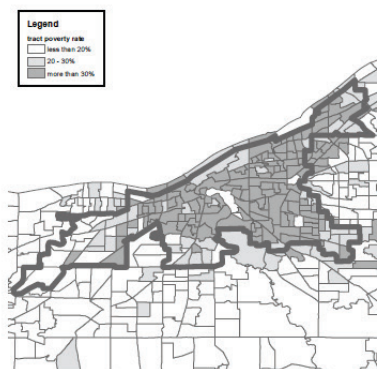 Legend
tract poverty rate
less than 20%
20 - 30%
more than 30%